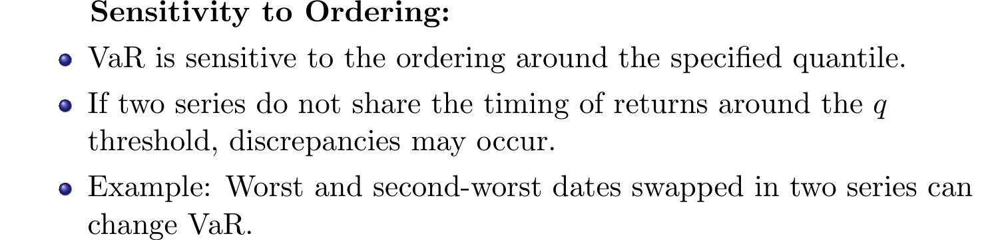 Sensitivity to Ordering:
VaR is sensitive to the ordering around the specified quantile.
If two series do not share the timing of returns around the q
threshold, discrepancies may occur.
Example: Worst and second-worst dates swapped in two series can
change VaR.